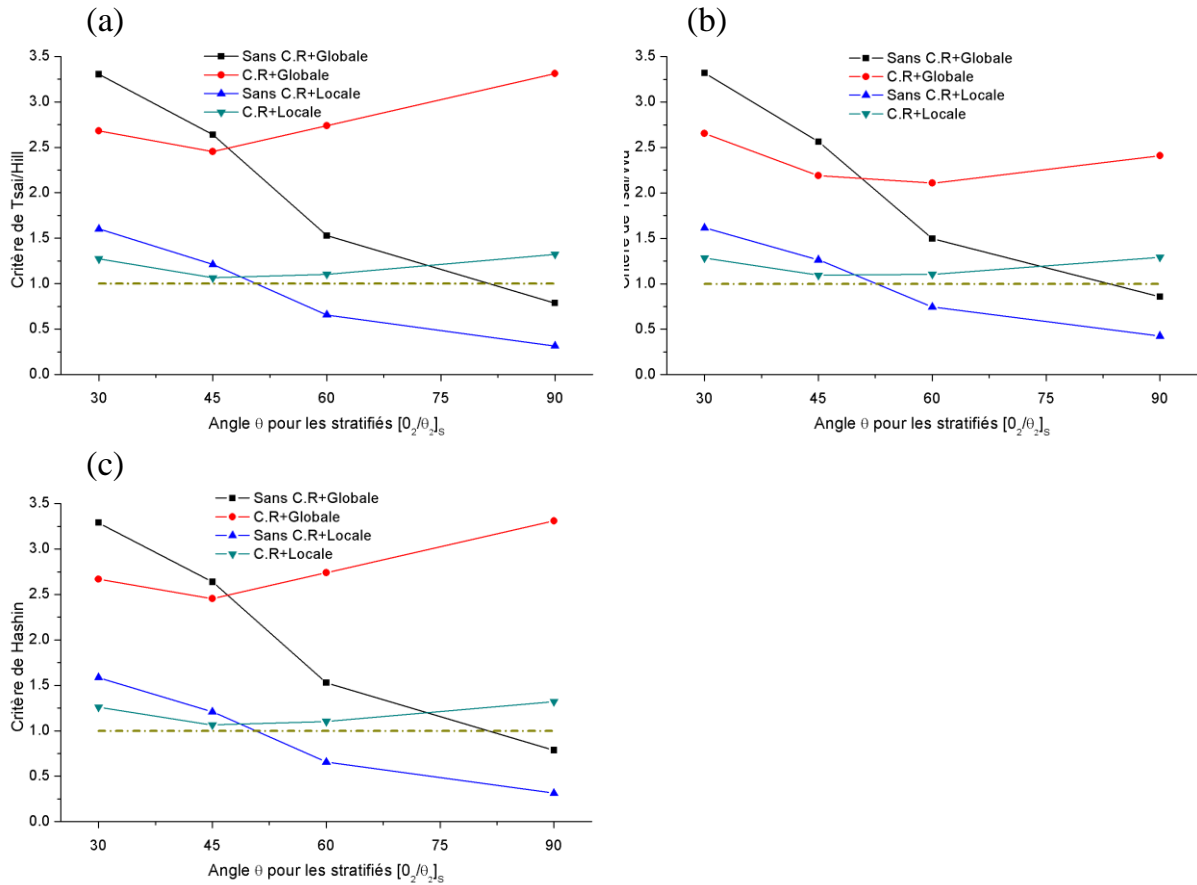 (a)
Sans C.R+Globale
C.R+Globale
Sans C.R+Locale
C.R+Locale
3.5
3.0
2.5
2.0
1.5
1.0
0.5
0.0
Critère de Tsai/Hill
30
45
60
75
90
Angle θ pour les stratifiés [0₂/θ₂]ₛ
(b)
Sans C.R+Globale
C.R+Globale
Sans C.R+Locale
C.R+Locale
3.5
3.0
2.5
2.0
1.5
1.0
0.5
0.0
Critère de Tsai/Wu
30
45
60
75
90
Angle θ pour les stratifiés [0₂/θ₂]ₛ
(c)
Sans C.R+Globale
C.R+Globale
Sans C.R+Locale
C.R+Locale
3.5
3.0
2.5
2.0
1.5
1.0
0.5
0.0
Critère de Hashin
30
45
60
75
90
Angle θ pour les stratifiés [0₂/θ₂]ₛ